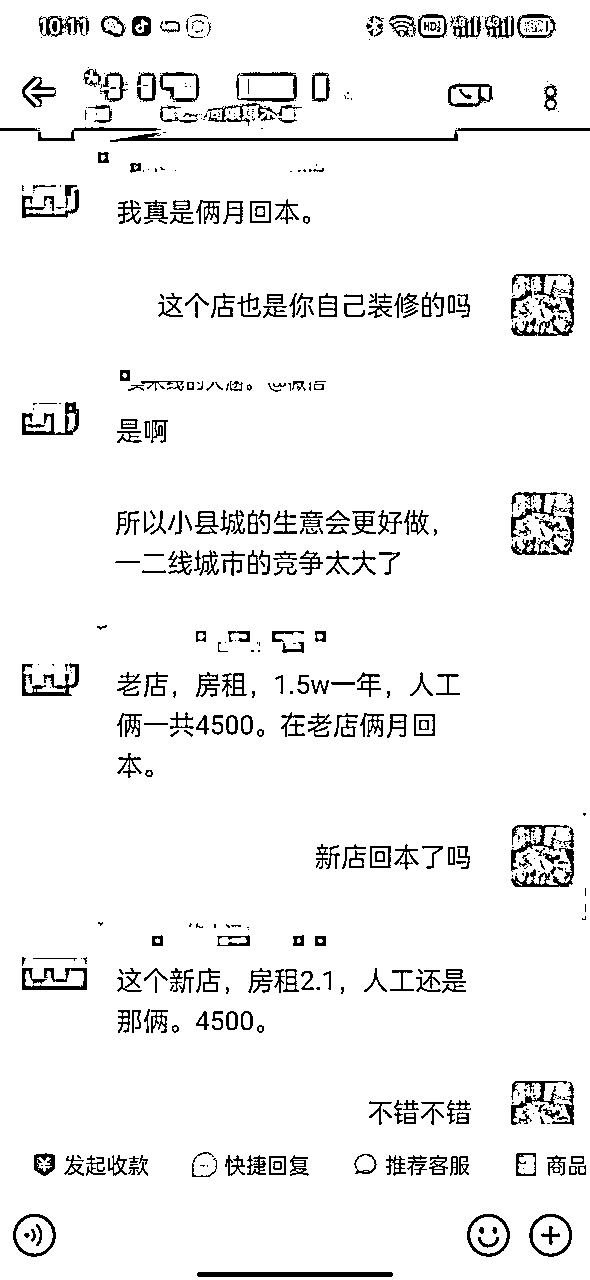 10:11
我真是俩月回本。
这个店也是你自己装修的吗
是啊
所以小县城的生意会更好做，
一二线城市的竞争太大了
老店，房租，1.5w一年，人工
俩一共4500。在老店俩月回
本。
新店回本了吗
这个新店，房租2.1，人工还是
那俩。4500。
不错不错
发起收款 快捷回复 推荐客服 商品